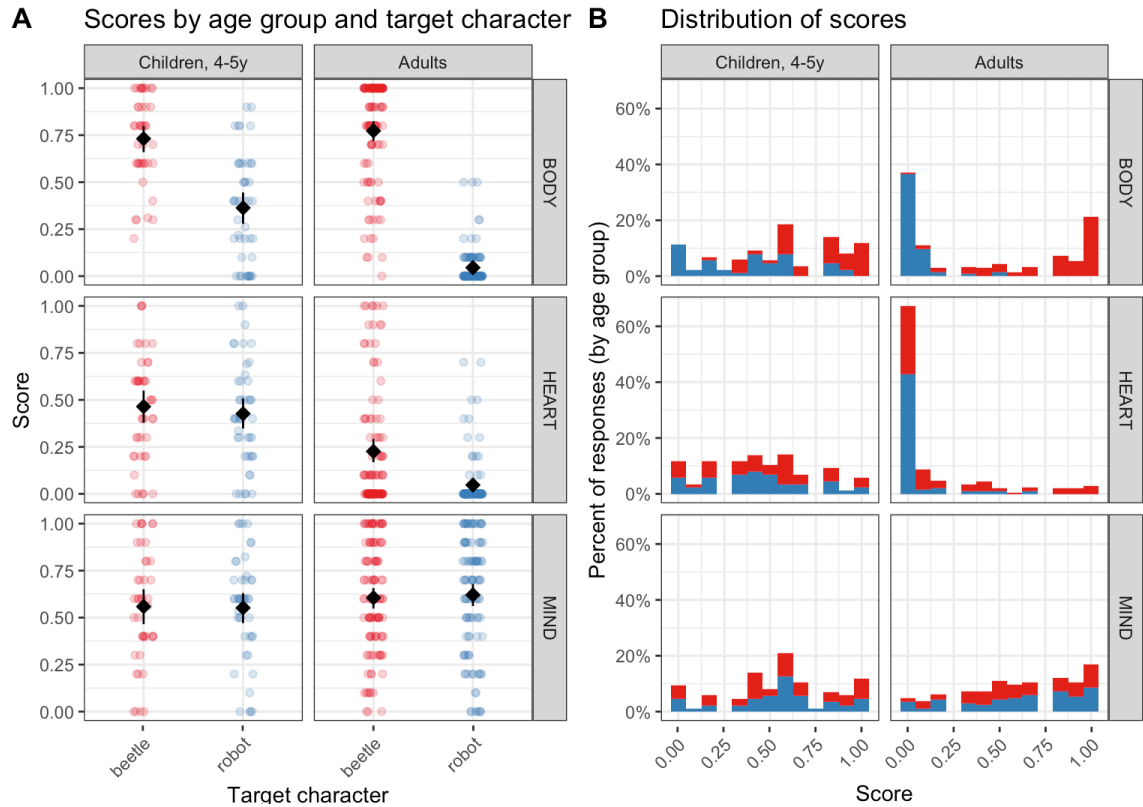 A Scores by age group and target character
Children, 4-5y Adults
Score
1.00
0.75
0.50
0.25
0.00
BODY
1.00
0.75
0.50
0.25
0.00
HEART
1.00
0.75
0.50
0.25
0.00
MIND
beetle robot beetle robot
Target character
B Distribution of scores
Children, 4-5y Adults
Percent of responses (by age group)
60%
40%
20%
0%
BODY
60%
40%
20%
0%
HEART
60%
40%
20%
0%
MIND
0.00 0.25 0.50 0.75 1.00 0.00 0.25 0.50 0.75 1.00
Score